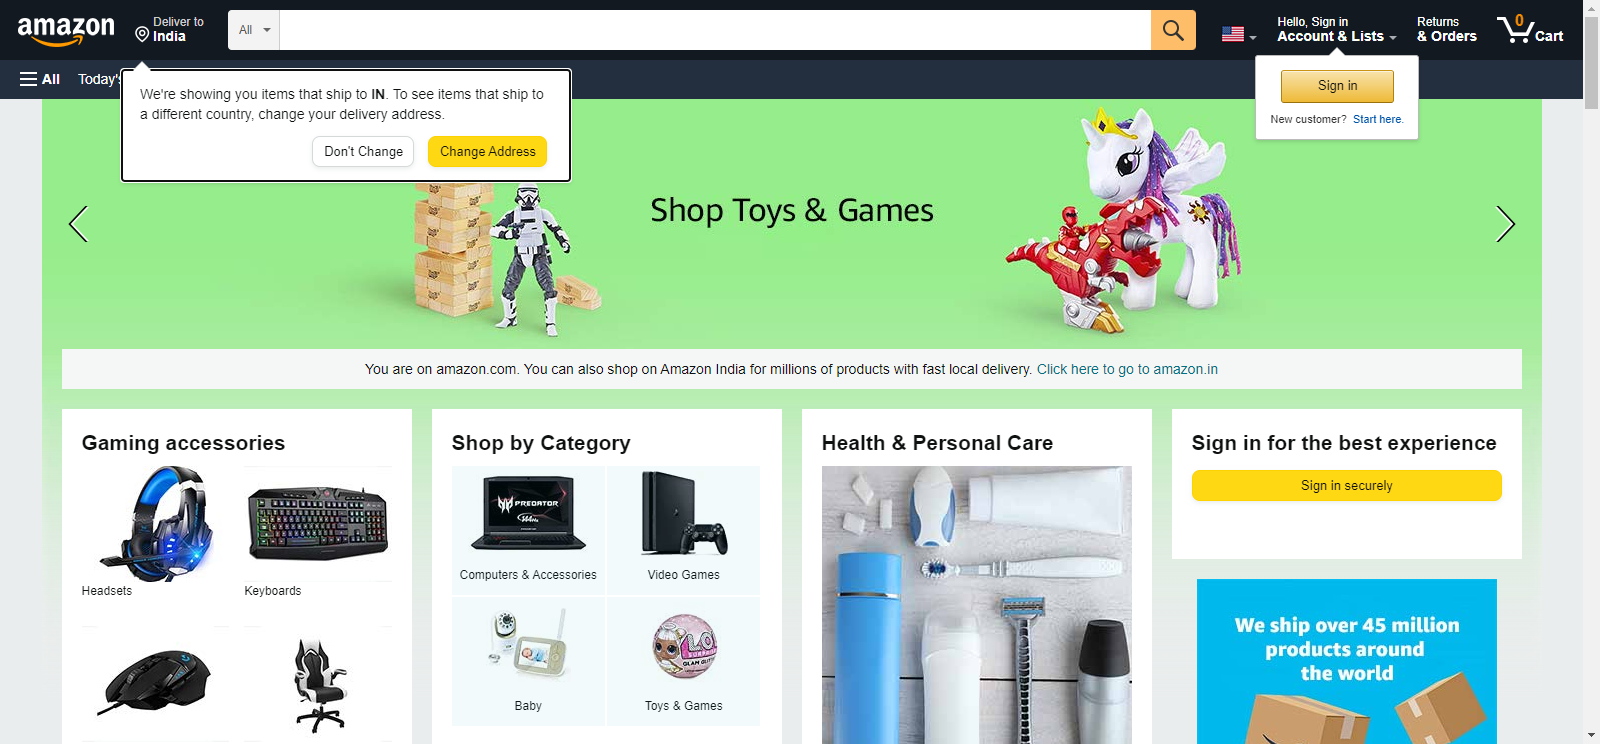 amazon
Deliver to
India
All
Hello, Sign in
Account & Lists
Returns
& Orders
0
Cart
All
Today's
We're showing you items that ship to IN. To see items that ship to
a different country, change your delivery address.
Don't Change
Change Address
Sign in
New customer? Start here.
Shop Toys & Games
You are on amazon.com. You can also shop on Amazon India for millions of products with fast local delivery. Click here to go to amazon.in
Gaming accessories
Headsets
Keyboards
Shop by Category
PREDATOR
Computers & Accessories
Video Games
L.O.L.
SURPRISE
Baby
Toys & Games
Health & Personal Care
Sign in for the best experience
Sign in securely
We ship over 45 million
products around
the world